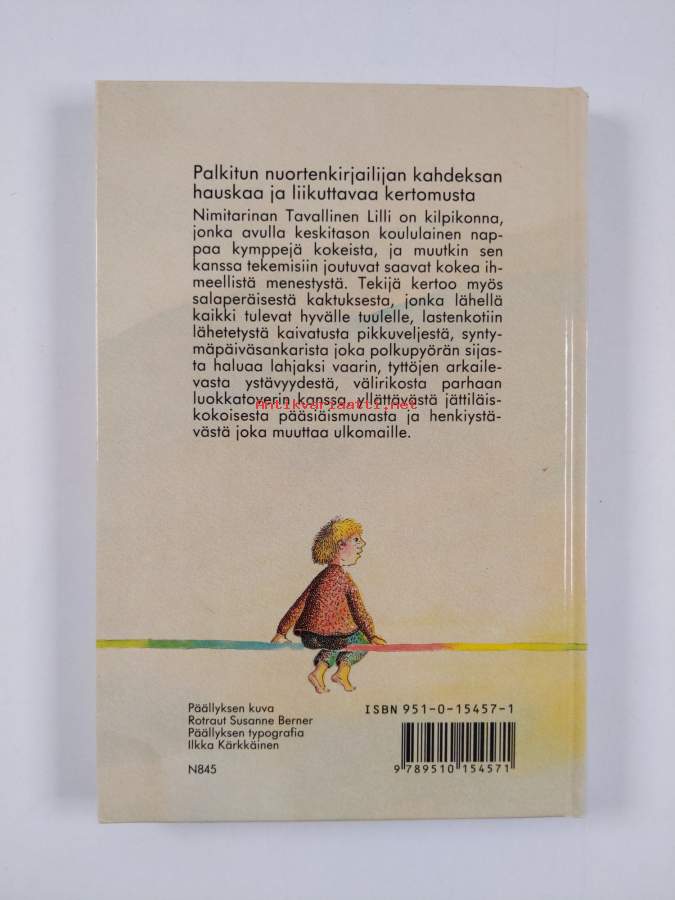 Palkitun nuortenkirjailijan kahdeksan
hauskaa ja liikuttavaa kertomusta
Nimitarinan Tavallinen Lilli on kilpikonna,
jonka avulla keskitason koululainen nap-
paa kymppejä kokeista, ja muutkin sen
kanssa tekemisiin joutuvat saavat kokea ih-
meellistä menestystä. Tekijä kertoo myös
salaperäisestä kaktuksesta, jonka lähellä
kaikki tulevat hyvälle tuulelle, lastenkotiin
lähetetystä kaivatusta pikkuveljestä, synty-
mäpäiväsankarista joka polkupyörän sijas-
ta haluaa lahjaksi vaarin, tyttöjen arkaile-
vasta ystävyydestä, välirikosta parhaan
luokkatoverin kanssa, yllättävästä jättiläis-
Antikvariaatti.net
kokoisesta pääsiäismunasta ja henkiystä-
västä joka muuttaa ulkomaille.
Päällyksen kuva
Rotraut Susanne Berner
Päällyksen typografia
Ilkka Kärkkäinen
N845
ISBN 951-0-15457-1
9 789510 154571